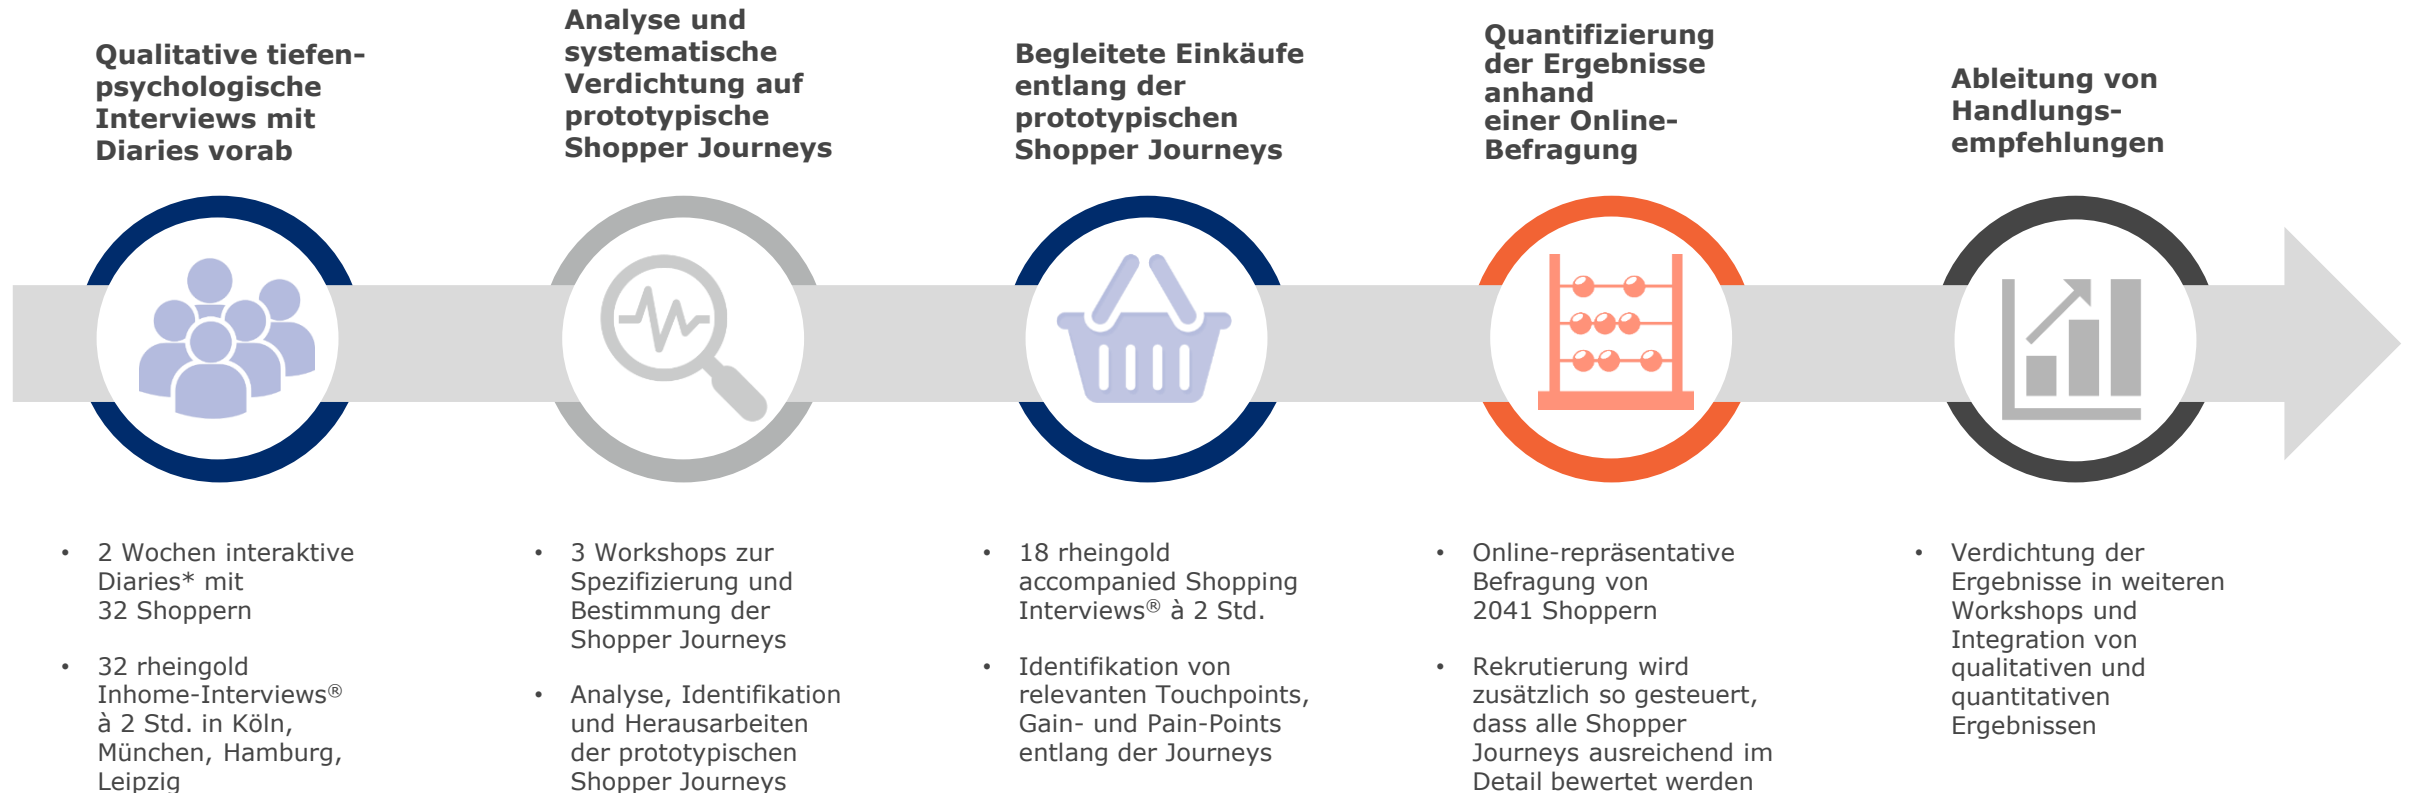 Qualitative tiefen-
psychologische
Interviews mit
Diaries vorab
Analyse und
systematische
Verdichtung auf
prototypische
Shopper Journeys
Begleitete Einkäufe
entlang der
prototypischen
Shopper Journeys
Quantifizierung
der Ergebnisse
anhand
einer Online-
Befragung
Ableitung von
Handlungs-
empfehlungen
• 2 Wochen interaktive
Diaries* mit
32 Shoppern
• 32 rheingold
Inhome-Interviews®
à 2 Std. in Köln,
München, Hamburg,
Leipzig
• 3 Workshops zur
Spezifizierung und
Bestimmung der
Shopper Journeys
• Analyse, Identifikation
und Herausarbeiten
der prototypischen
Shopper Journeys
• 18 rheingold
accompanied Shopping
Interviews® à 2 Std.
• Identifikation von
relevanten Touchpoints,
Gain- und Pain-Points
entlang der Journeys
• Online-repräsentative
Befragung von
2041 Shoppern
• Rekrutierung wird
zusätzlich so gesteuert,
dass alle Shopper
Journeys ausreichend im
Detail bewertet werden
• Verdichtung der
Ergebnisse in weiteren
Workshops und
Integration von
qualitativen und
quantitativen
Ergebnissen